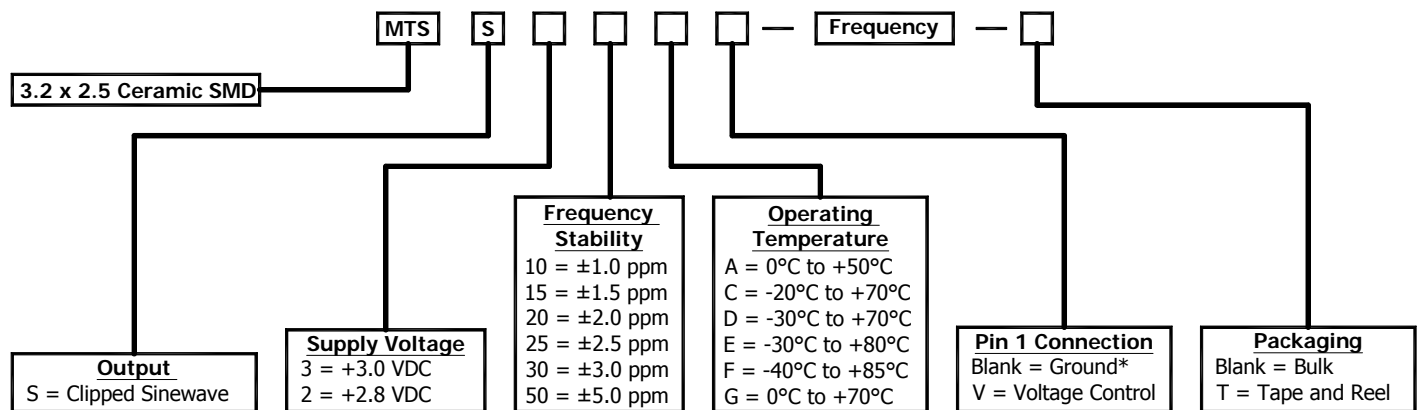 MTS S — Frequency —
3.2 x 2.5 Ceramic SMD
Output
S = Clipped Sinewave
Supply Voltage
3 = +3.0 VDC
2 = +2.8 VDC
Frequency
Stability
10 = ±1.0 ppm
15 = ±1.5 ppm
20 = ±2.0 ppm
25 = ±2.5 ppm
30 = ±3.0 ppm
50 = ±5.0 ppm
Operating
Temperature
A = 0°C to +50°C
C = -20°C to +70°C
D = -30°C to +70°C
E = -30°C to +80°C
F = -40°C to +85°C
G = 0°C to +70°C
Pin 1 Connection
Blank = Ground*
V = Voltage Control
Packaging
Blank = Bulk
T = Tape and Reel